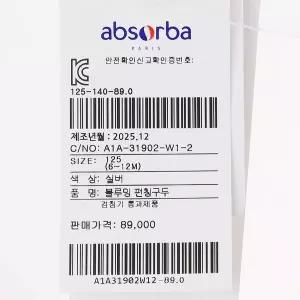 absorba
PARIS
안전확인신고확인증번호:
125-140-89.0
제조년월 : 2025.12
C/NO: A1A-31902-W1-2
SIZE: 125
(6-12M)
색 상: 실버
품 명: 블루밍 펀칭구두
검침기 통과제품
판매가격: 89,000
A1A31902W12-89.0